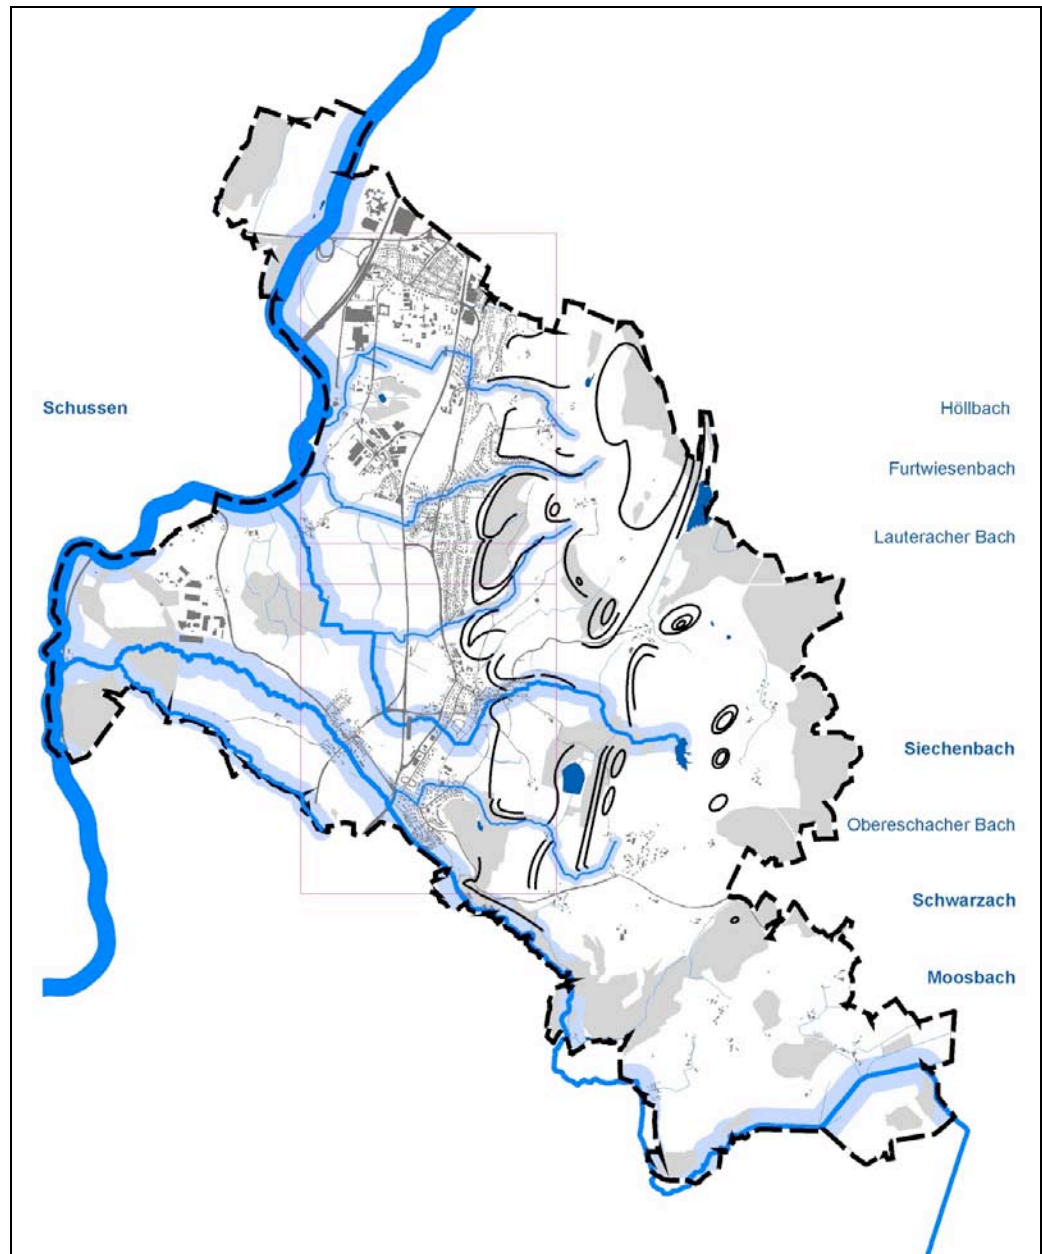 Schussen
Höllbach
Furtwiesenbach
Lauteracher Bach
Siechenbach
Obereschacher Bach
Schwarzach
Moosbach